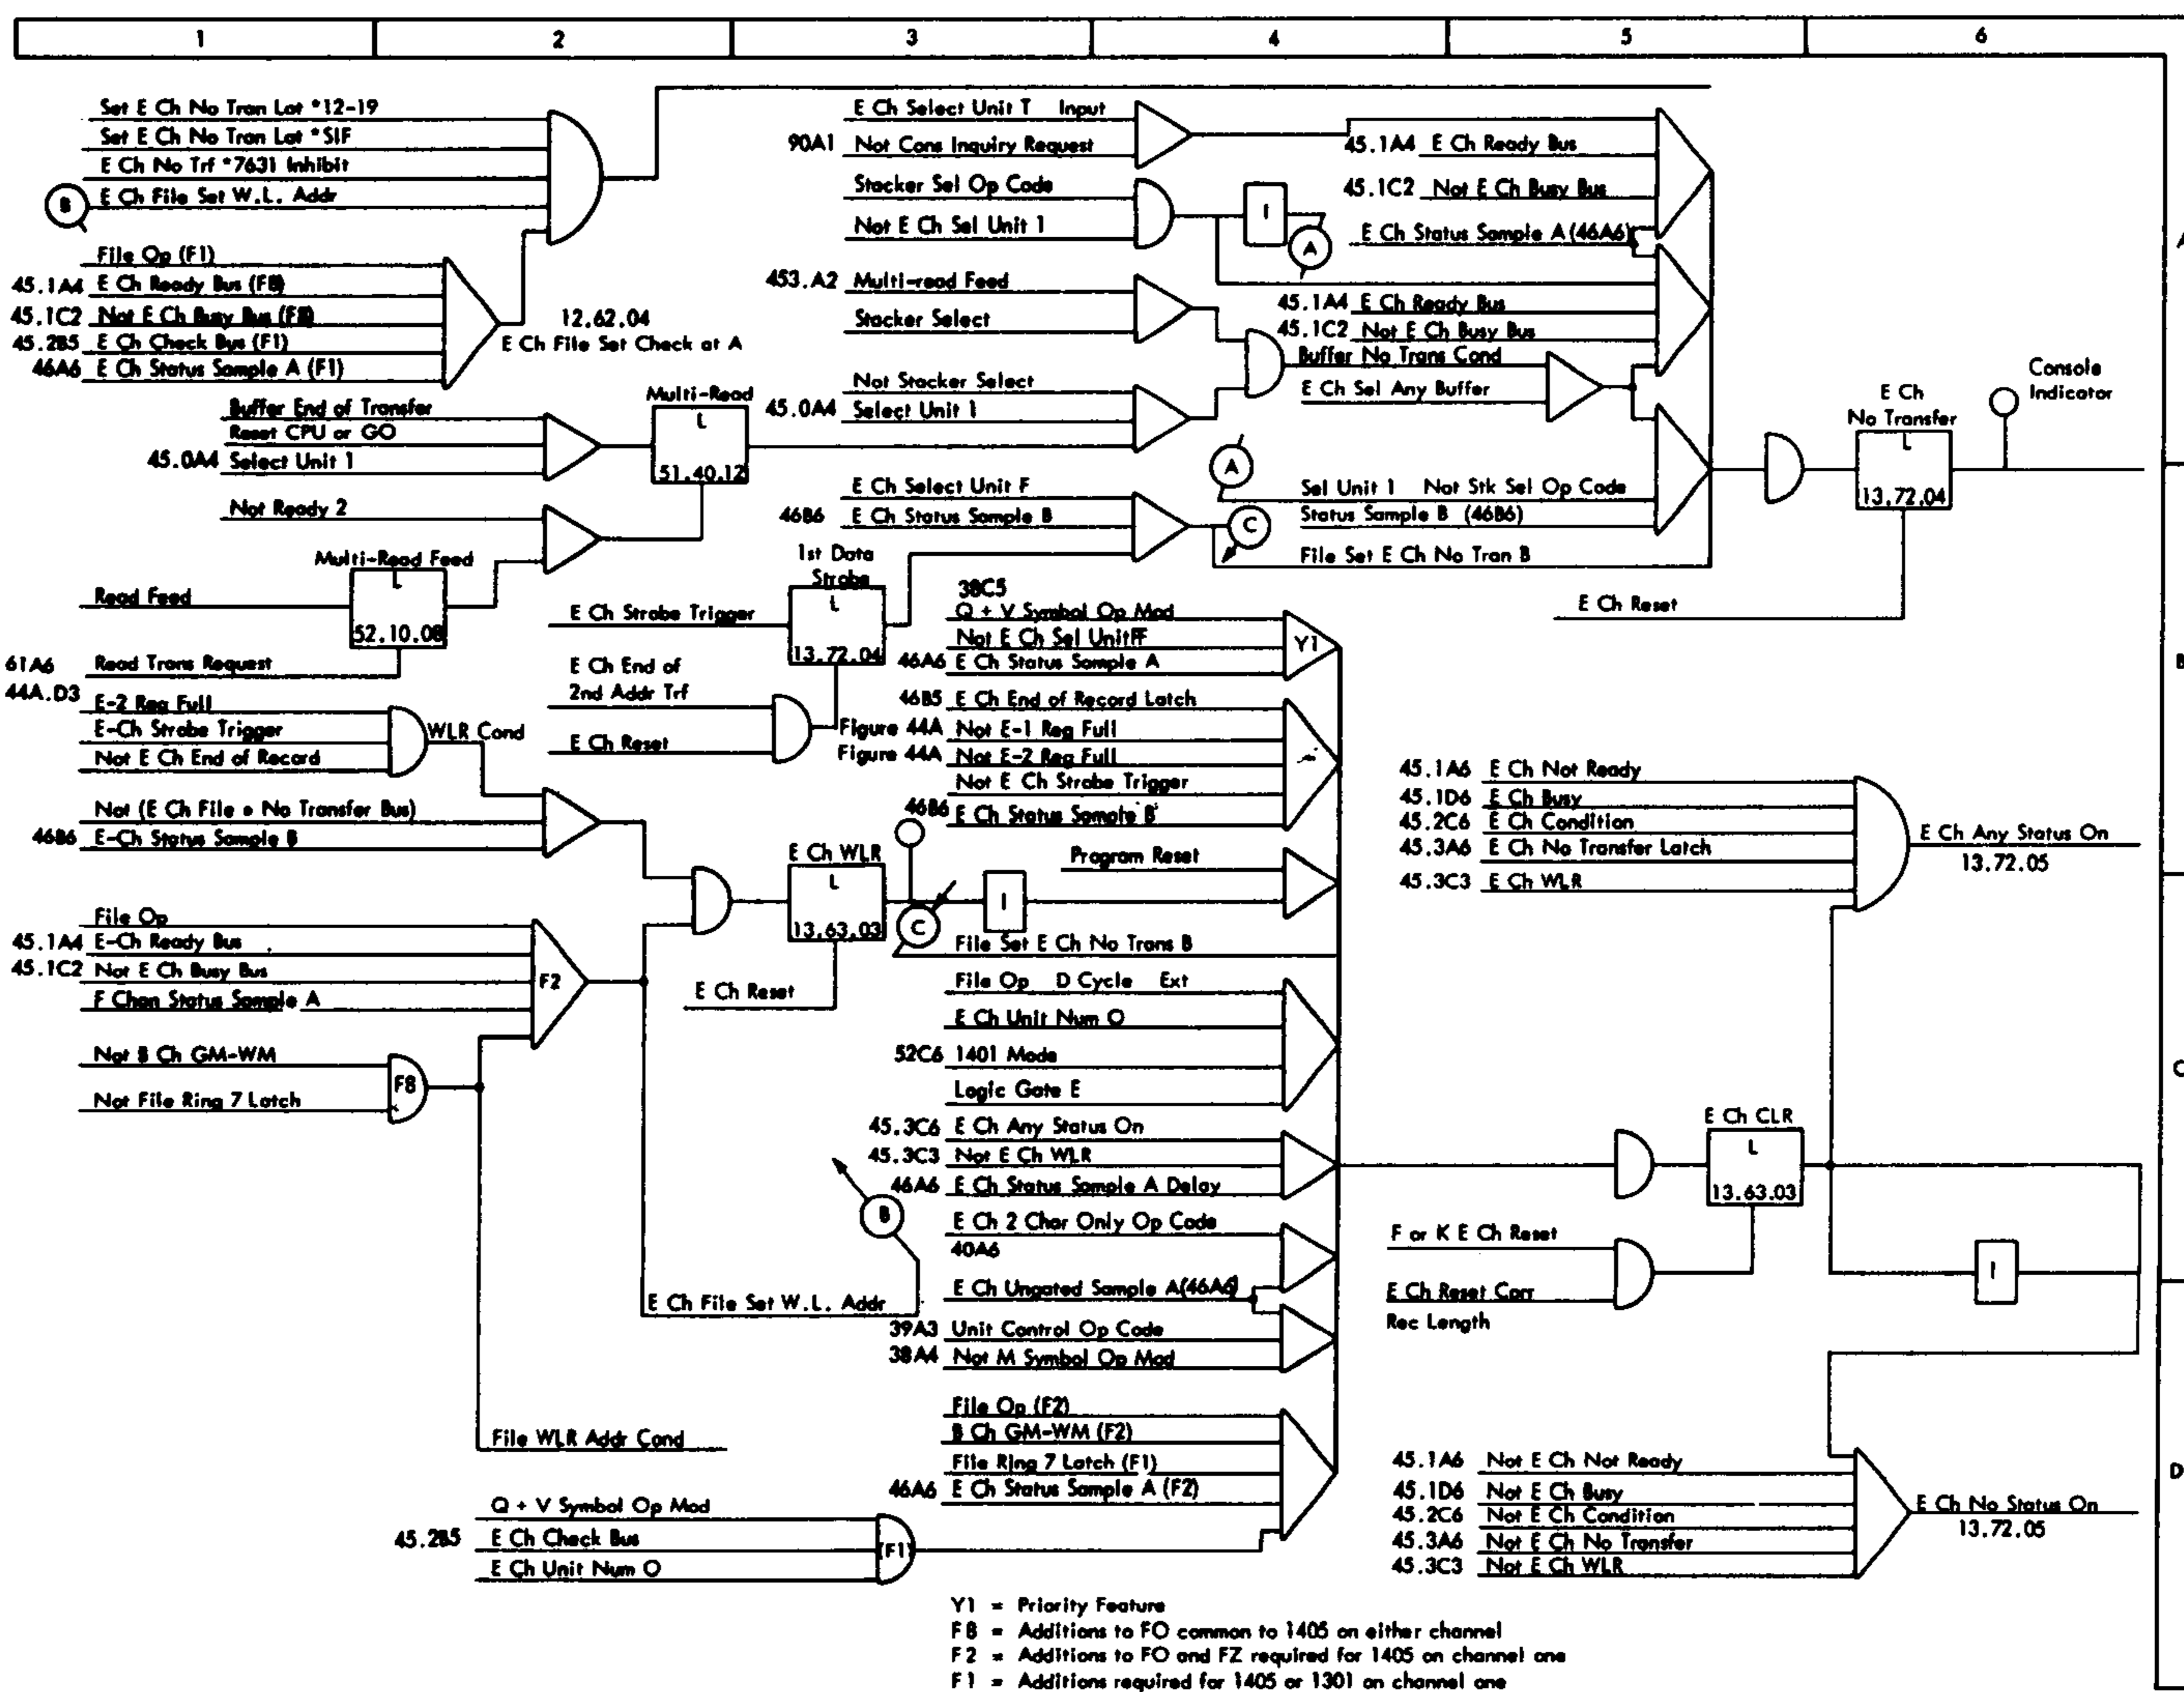 1 2 3 4 5 6
Set E Ch No Tran Lat *12-19
Set E Ch No Tran Lat *SIF
E Ch No Trf *7631 Inhibit
B E Ch File Set W.L. Addr
File Op (F1)
45.1A4 E Ch Ready Bus (F8)
45.1C2 Not E Ch Busy Bus (F8)
45.2B5 E Ch Check Bus (F1)
46A6 E Ch Status Sample A (F1)
12.62.04
E Ch File Set Check at A
Buffer End of Transfer
Reset CPU or GO
45.0A4 Select Unit 1
Multi-Read
L
51.40.12
Not Ready 2
Multi-Read Feed
L
52.10.08
Read Feed
61A6 Read Trans Request
44A.D3
E-2 Reg Full
E-Ch Strobe Trigger
Not E Ch End of Record
WLR Cond
Not (E Ch File • No Transfer Bus)
46B6 E-Ch Status Sample B
File Op
45.1A4 E-Ch Ready Bus
45.1C2 Not E Ch Busy Bus
F Chan Status Sample A
F2
Not B Ch GM-WM
Not File Ring 7 Latch
F8
File WLR Addr Cond
E Ch File Set W.L. Addr
B
E Ch Select Unit T Input
90A1 Not Cons Inquiry Request
Stacker Sel Op Code
Not E Ch Sel Unit 1
I
A
453.A2 Multi-read Feed
Stacker Select
Not Stacker Select
45.0A4 Select Unit 1
E Ch Select Unit F
46B6 E Ch Status Sample B
C
1st Data
Strobe
L
13.72.04
E Ch Strobe Trigger
E Ch End of
2nd Addr Trf
E Ch Reset
E Ch WLR
L
13.63.03
E Ch Reset
C
I
45.1A4 E Ch Ready Bus
45.1C2 Not E Ch Busy Bus
E Ch Status Sample A (46A6)
45.1A4 E Ch Ready Bus
45.1C2 Not E Ch Busy Bus
Buffer No Trans Cond
E Ch Sel Any Buffer
A
Sel Unit 1 Not Stk Sel Op Code
Status Sample B (46B6)
File Set E Ch No Tran B
E Ch
No Transfer
L
13.72.04
Console
Indicator
E Ch Reset
38C5
Q + V Symbol Op Mod
Not E Ch Sel UnitFF
46A6 E Ch Status Sample A
Y1
46B5 E Ch End of Record Latch
Figure 44A Not E-1 Reg Full
Figure 44A Not E-2 Reg Full
Not E Ch Strobe Trigger
46B6 E Ch Status Sample B
Program Reset
File Set E Ch No Trans B
File Op D Cycle Ext
E Ch Unit Num O
52C6 1401 Mode
Logic Gate E
45.3C6 E Ch Any Status On
45.3C3 Not E Ch WLR
46A6 E Ch Status Sample A Delay
E Ch 2 Char Only Op Code
40A6
E Ch Ungated Sample A(46A6)
39A3 Unit Control Op Code
38A4 Not M Symbol Op Mod
File Op (F2)
B Ch GM-WM (F2)
File Ring 7 Latch (F1)
46A6 E Ch Status Sample A (F2)
Q + V Symbol Op Mod
45.2B5 E Ch Check Bus
E Ch Unit Num O
(F1)
45.1A6 E Ch Not Ready
45.1D6 E Ch Busy
45.2C6 E Ch Condition
45.3A6 E Ch No Transfer Latch
45.3C3 E Ch WLR
E Ch Any Status On
13.72.05
E Ch CLR
L
13.63.03
F or K E Ch Reset
E Ch Reset Corr
Rec Length
I
45.1A6 Not E Ch Not Ready
45.1D6 Not E Ch Busy
45.2C6 Not E Ch Condition
45.3A6 Not E Ch No Transfer
45.3C3 Not E Ch WLR
E Ch No Status On
13.72.05
Y1 = Priority Feature
F8 = Additions to FO common to 1405 on either channel
F2 = Additions to FO and FZ required for 1405 on channel one
F1 = Additions required for 1405 or 1301 on channel one
B
D